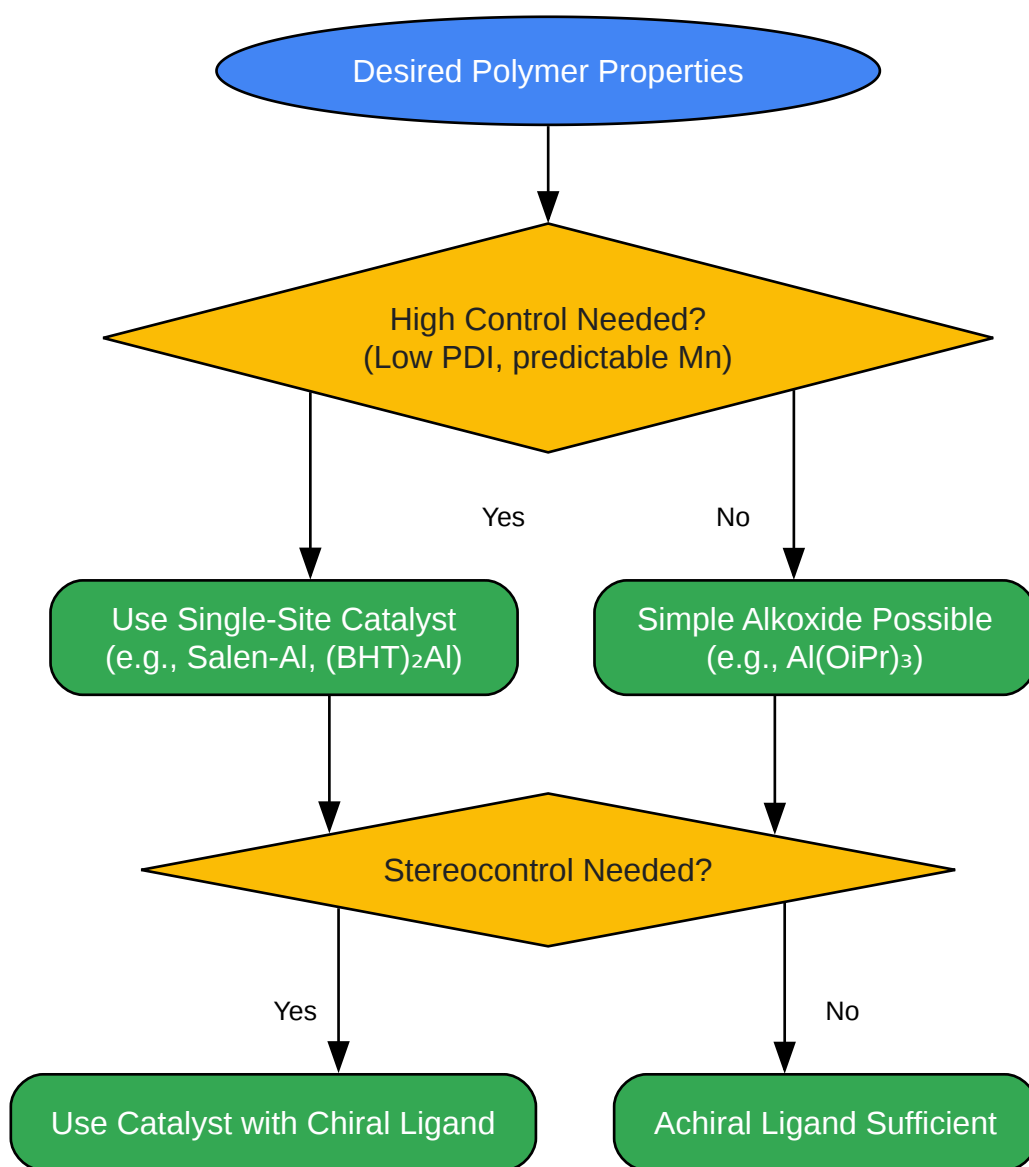 Desired Polymer Properties
High Control Needed?
(Low PDI, predictable Mn)
Yes
No
Use Single-Site Catalyst
(e.g., Salen-Al, (BHT)₂Al)
Simple Alkoxide Possible
(e.g., Al(OiPr)₃)
Stereocontrol Needed?
Yes
No
Use Catalyst with Chiral Ligand
Achiral Ligand Sufficient